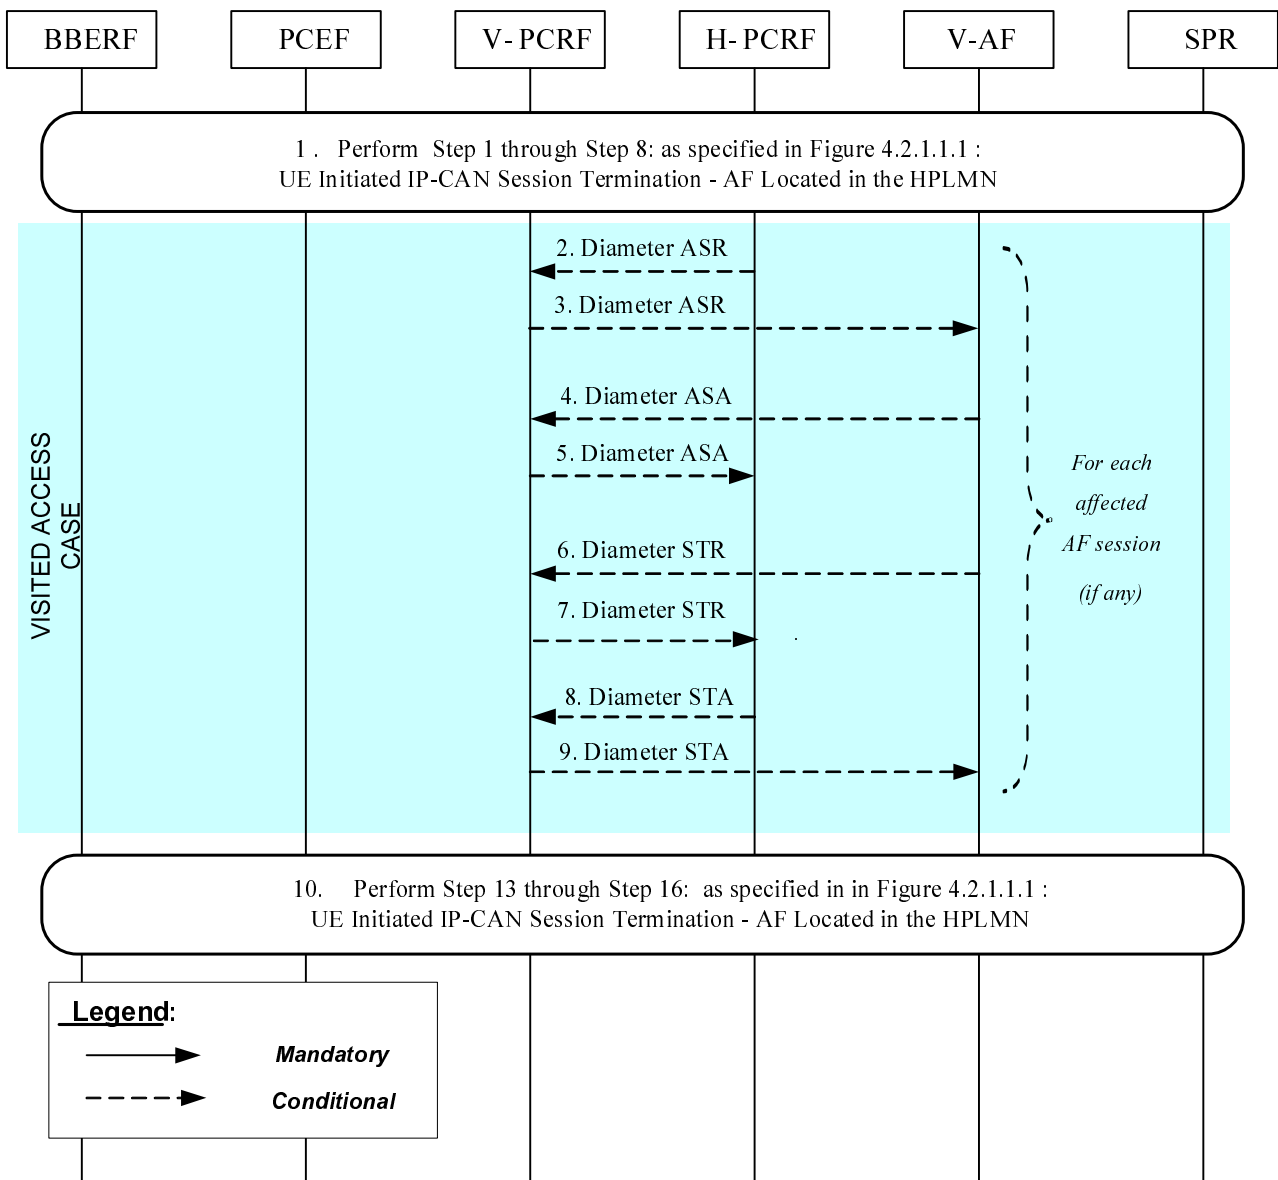 BBERF
PCEF
V- PCRF
H- PCRF
V-AF
SPR
1 . Perform Step 1 through Step 8: as specified in Figure 4.2.1.1.1 :
UE Initiated IP-CAN Session Termination - AF Located in the HPLMN
VISITED ACCESS
CASE
2. Diameter ASR
3. Diameter ASR
4. Diameter ASA
5. Diameter ASA
6. Diameter STR
7. Diameter STR
8. Diameter STA
9. Diameter STA
For each
affected
AF session
(if any)
10. Perform Step 13 through Step 16: as specified in in Figure 4.2.1.1.1 :
UE Initiated IP-CAN Session Termination - AF Located in the HPLMN
Legend:
Mandatory
Conditional